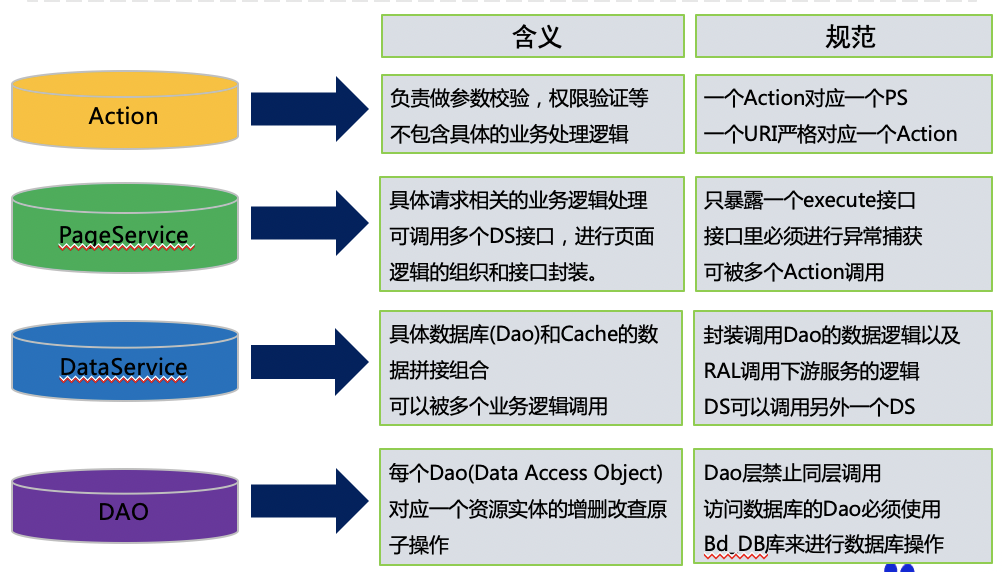 含义
规范
Action
负责做参数校验，权限验证等
不包含具体的业务处理逻辑
一个Action对应一个PS
一个URI严格对应一个Action
PageService
具体请求相关的业务逻辑处理
可调用多个DS接口，进行页面
逻辑的组织和接口封装。
只暴露一个execute接口
接口里必须进行异常捕获
可被多个Action调用
DataService
具体数据库(Dao)和Cache的数
据拼接组合
可以被多个业务逻辑调用
封装调用Dao的数据逻辑以及
RAL调用下游服务的逻辑
DS可以调用另外一个DS
DAO
每个Dao(Data Access Object)
对应一个资源实体的增删改查原
子操作
Dao层禁止同层调用
访问数据库的Dao必须使用
Bd_DB库来进行数据库操作